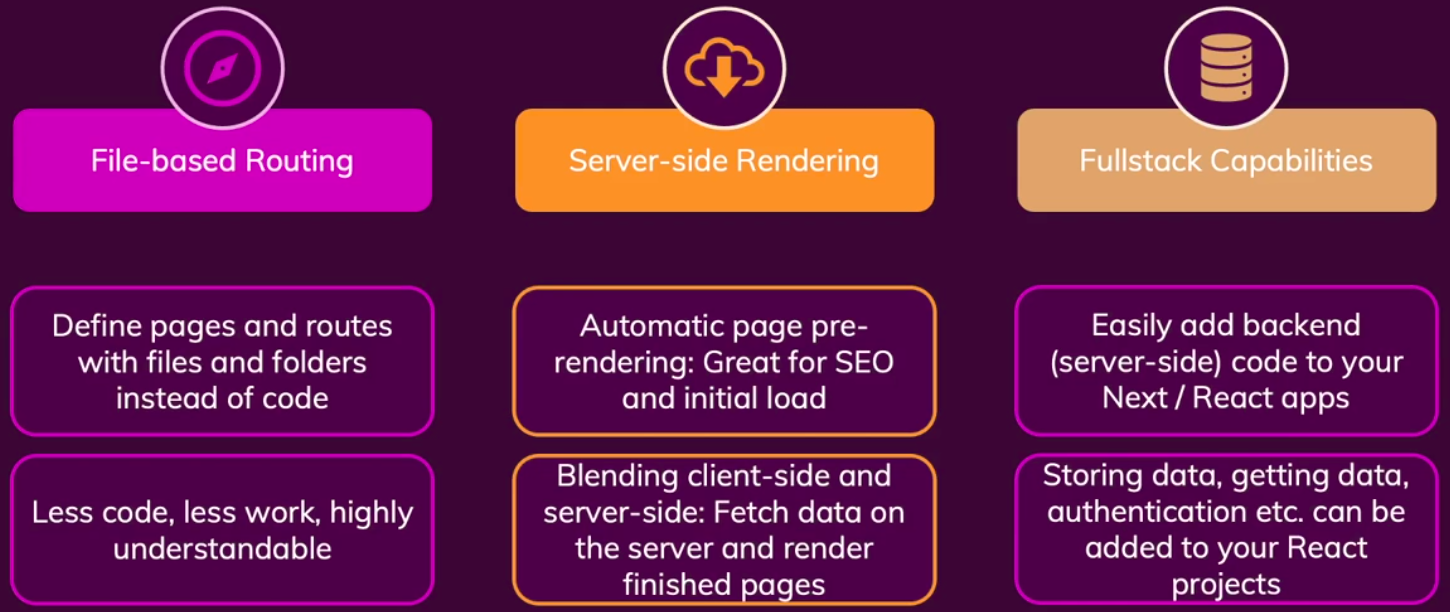 File-based Routing
Server-side Rendering
Fullstack Capabilities
Define pages and routes
with files and folders
instead of code
Automatic page pre-
rendering: Great for SEO
and initial load
Easily add backend
(server-side) code to your
Next / React apps
Less code, less work, highly
understandable
Blending client-side and
server-side: Fetch data on
the server and render
finished pages
Storing data, getting data,
authentication etc. can be
added to your React
projects